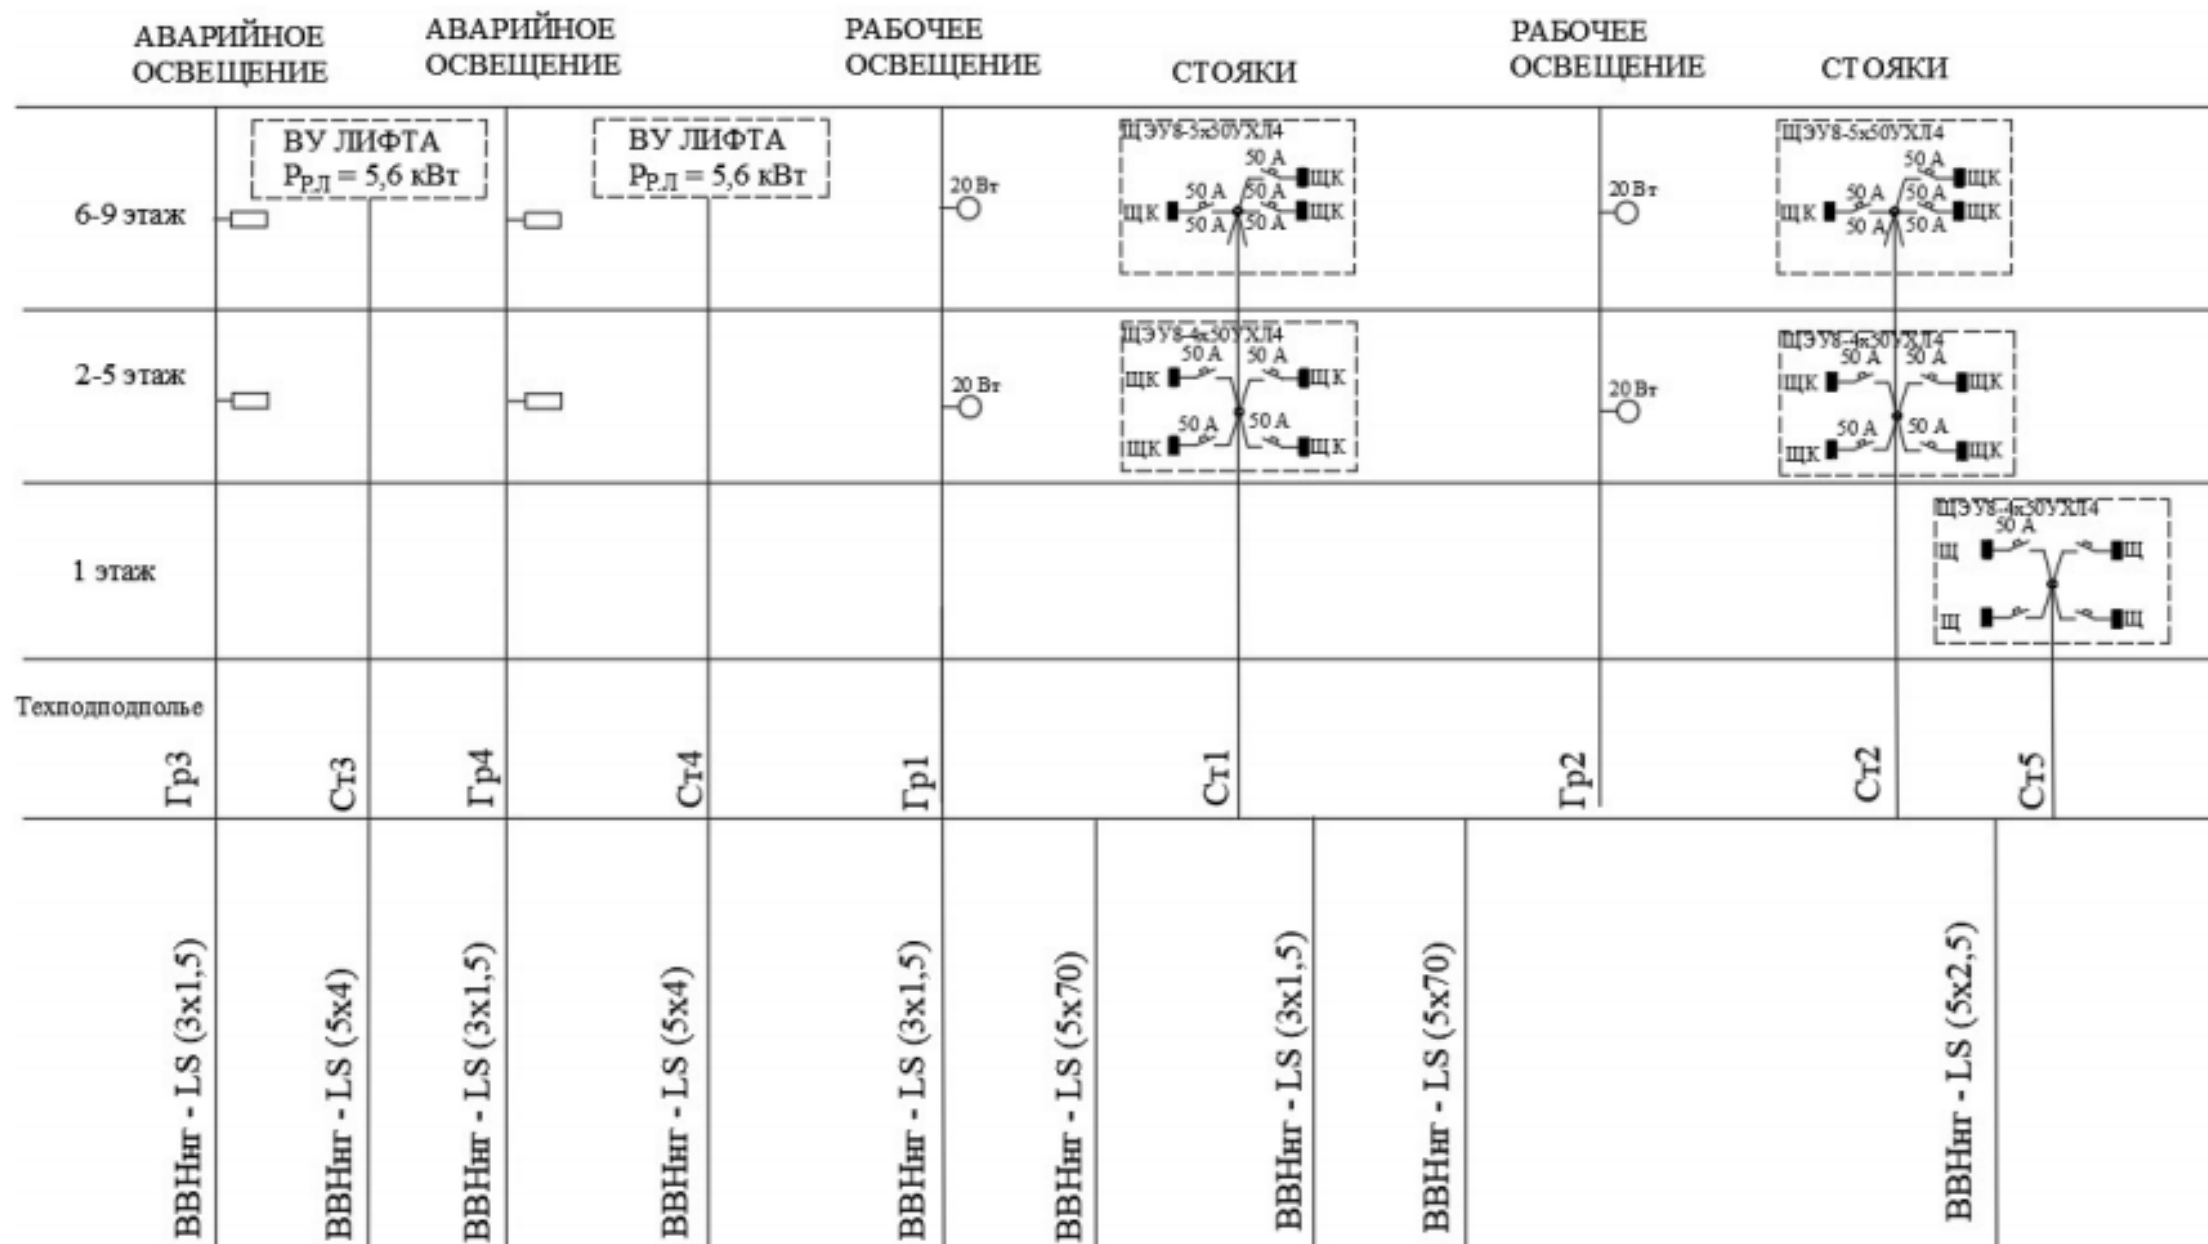 АВАРИЙНОЕ
ОСВЕЩЕНИЕ
АВАРИЙНОЕ
ОСВЕЩЕНИЕ
РАБОЧЕЕ
ОСВЕЩЕНИЕ
СТОЯКИ
РАБОЧЕЕ
ОСВЕЩЕНИЕ
СТОЯКИ
6-9 этаж
ВУ ЛИФТА
РР.Л = 5,6 кВт
ВУ ЛИФТА
РР.Л = 5,6 кВт
20 Вт
ЩЭУ8-5х50УХЛ4
50 А
ЩК
50 А
50 А
ЩК
ЩК
50 А
50 А
20 Вт
ЩЭУ8-5х50УХЛ4
50 А
ЩК
50 А
50 А
ЩК
ЩК
50 А
50 А
2-5 этаж
20 Вт
ЩЭУ8-4х50УХЛ4
50 А
50 А
ЩК
ЩК
50 А
50 А
ЩК
ЩК
20 Вт
ЩЭУ8-4х50УХЛ4
50 А
50 А
ЩК
ЩК
50 А
50 А
ЩК
ЩК
1 этаж
ЩЭУ8-4х50УХЛ4
50 А
Щ
Щ
Щ
Щ
Техподподполье
Гр3
Ст3
Гр4
Ст4
Гр1
Ст1
Гр2
Ст2
Ст5
ВВНнг - LS (3х1,5)
ВВНнг - LS (5х4)
ВВНнг - LS (3х1,5)
ВВНнг - LS (5х4)
ВВНнг - LS (3х1,5)
ВВНнг - LS (5х70)
ВВНнг - LS (3х1,5)
ВВНнг - LS (5х70)
ВВНнг - LS (5х2,5)